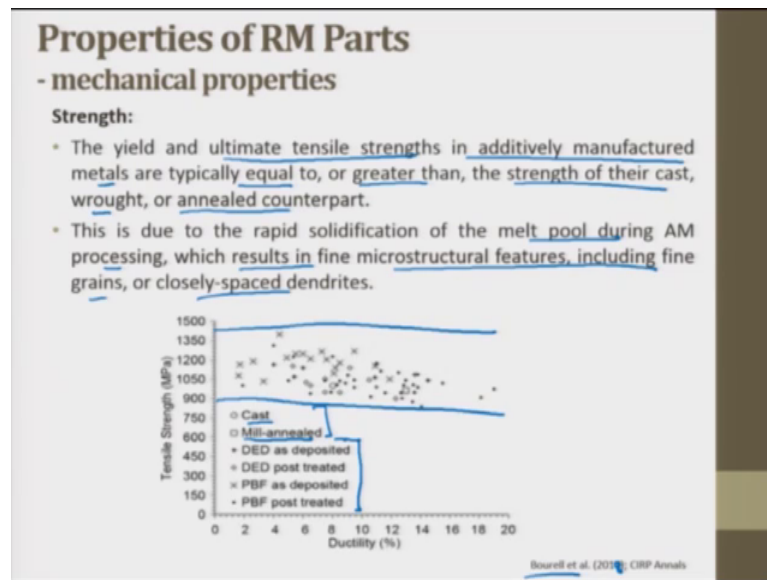 Properties of RM Parts
- mechanical properties
Strength:
• The yield and ultimate tensile strengths in additively manufactured
metals are typically equal to, or greater than, the strength of their cast,
wrought, or annealed counterpart.
• This is due to the rapid solidification of the melt pool during AM
processing, which results in fine microstructural features, including fine
grains, or closely-spaced dendrites.
Tensile Strength (MPa)
1500
1350
1200
1050
900
750
600
450
300
150
0
Cast
Mill-annealed
DED as deposited
DED post treated
PBF as deposited
PBF post treated
0 2 4 6 8 10 12 14 16 18 20
Ductility (%)
Bourell et al. ; CIRP Annals